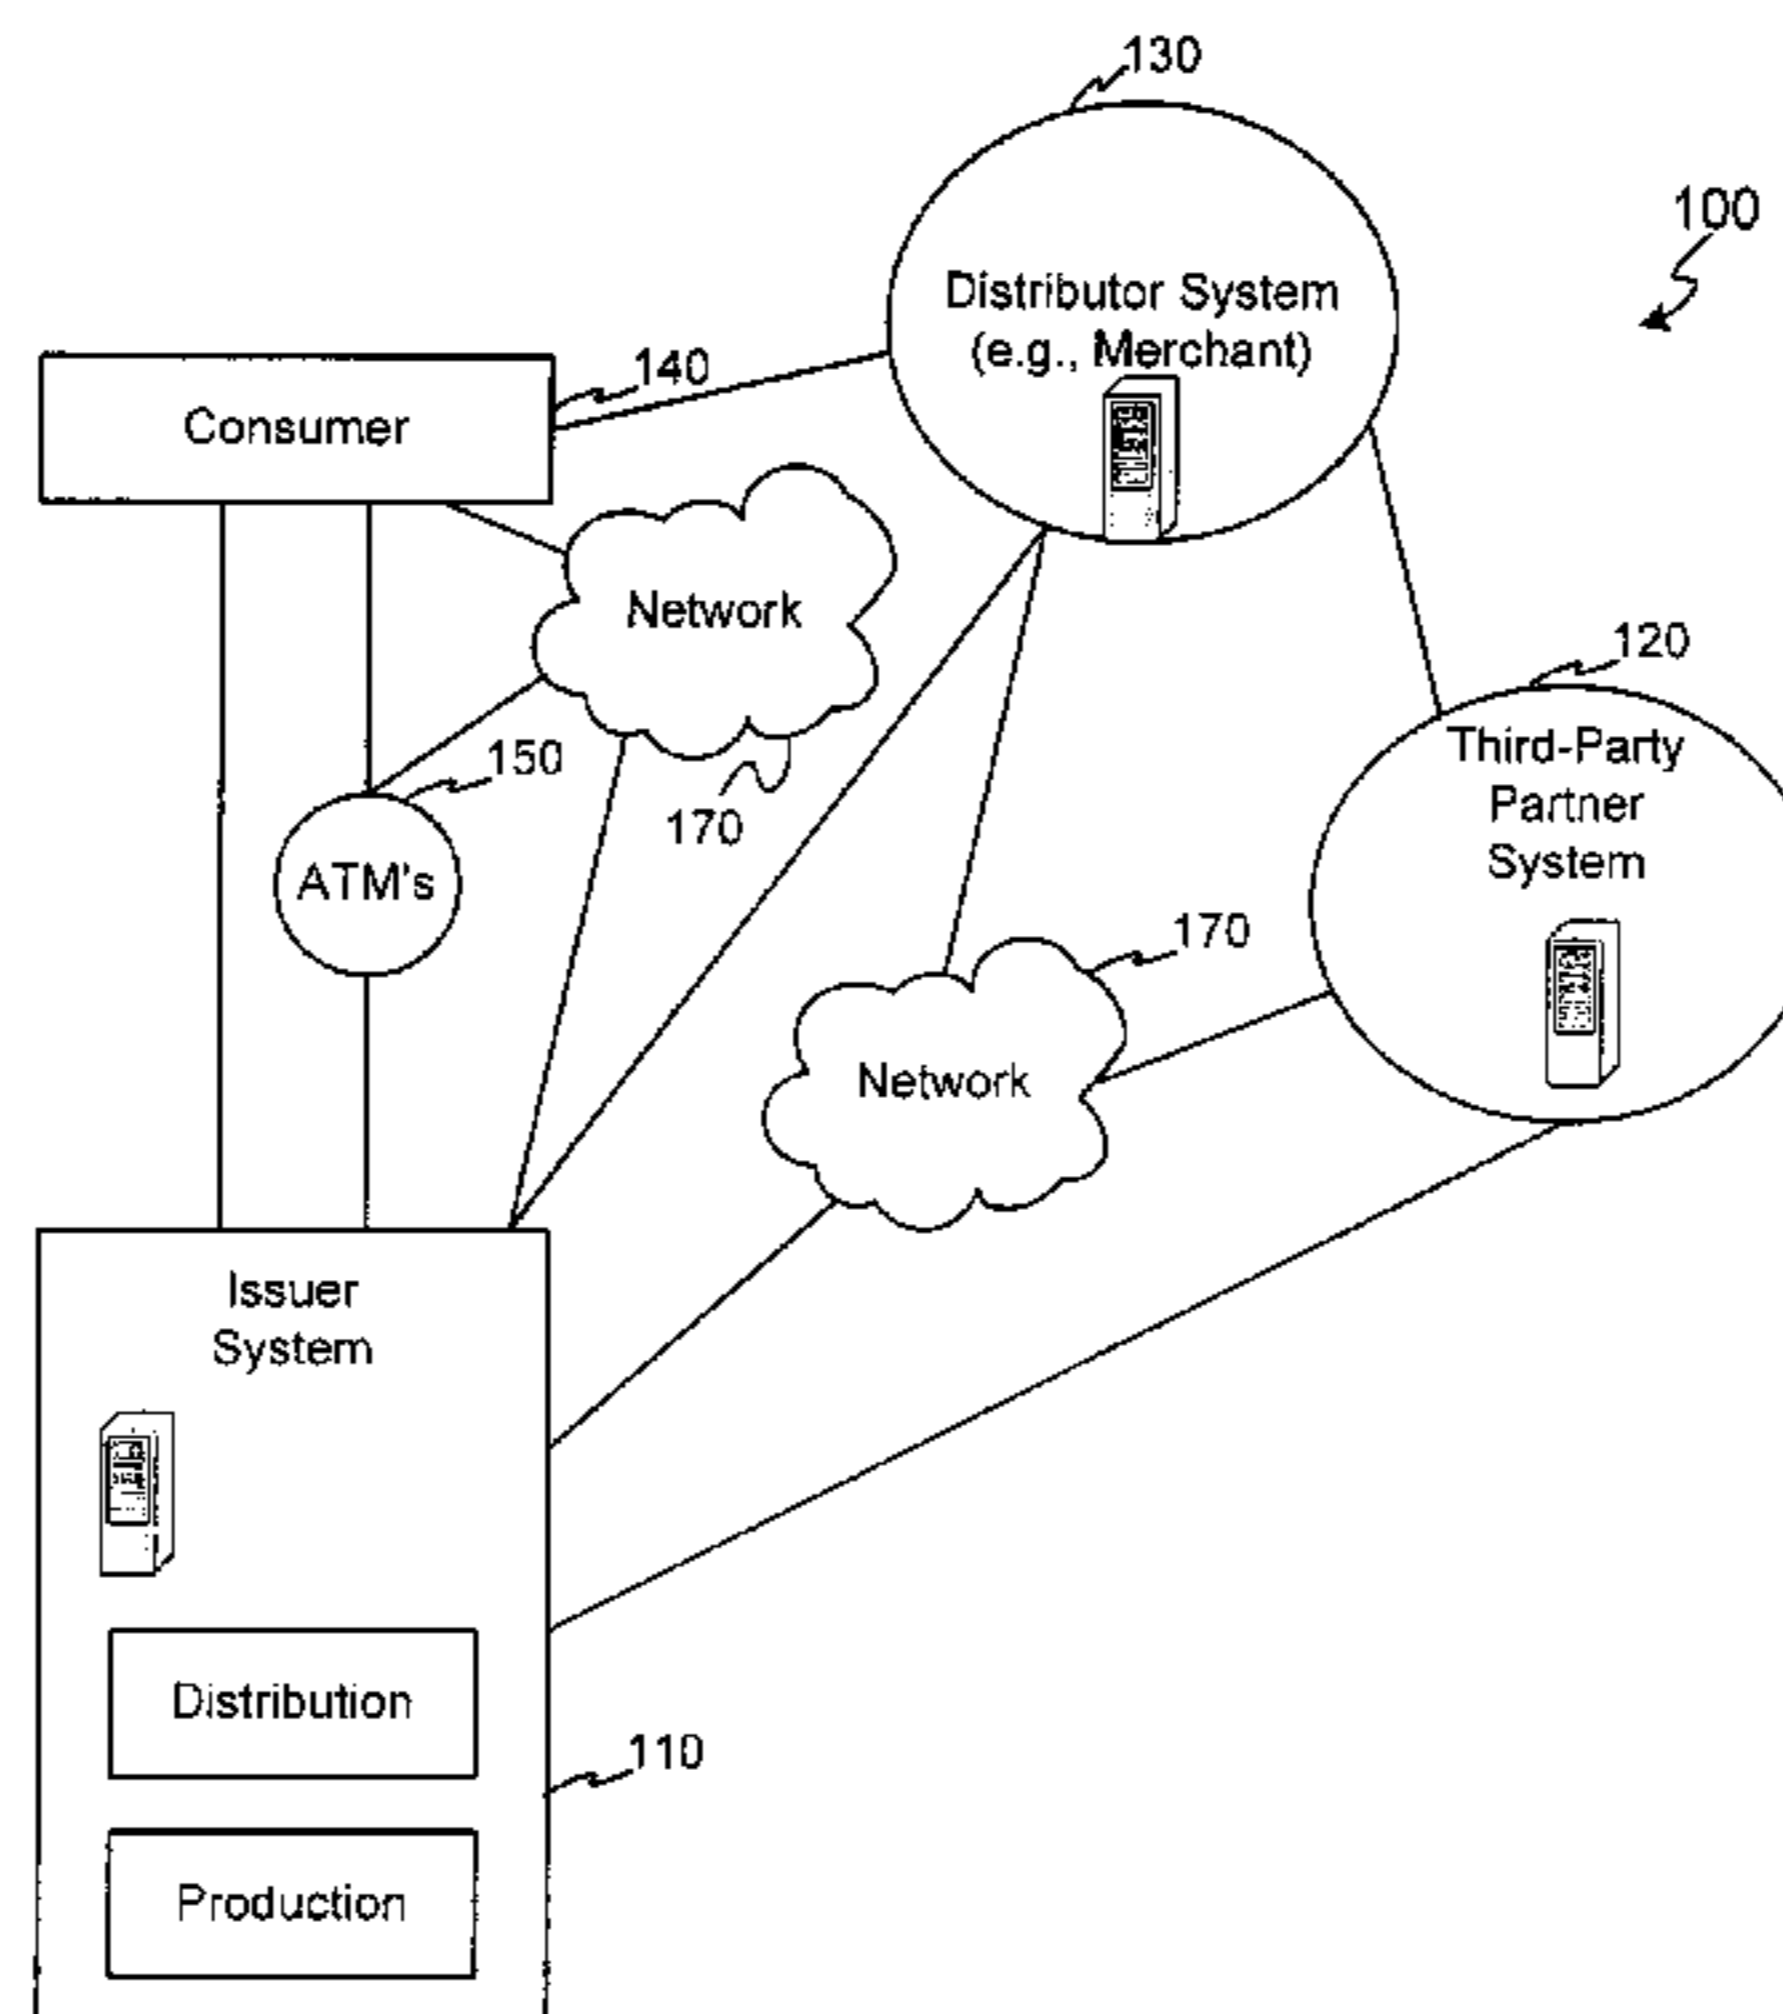 130
100
Distributor System
(e.g., Merchant)
140
Consumer
Network
120
Third-Party
Partner
System
150
170
ATM's
170
Network
Issuer
System
Distribution
110
Production